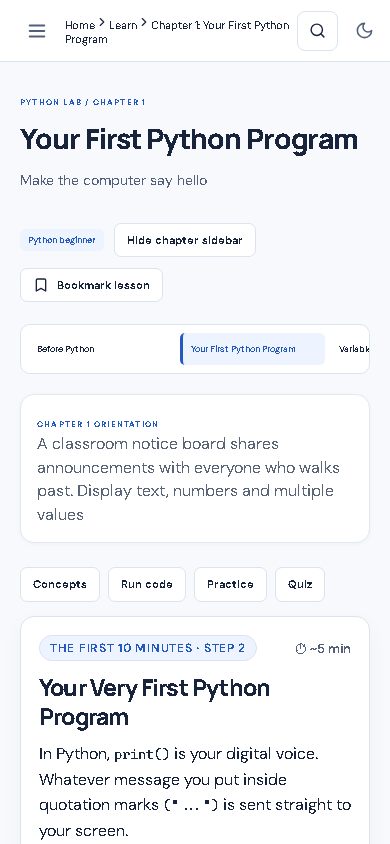 Home > Learn > Chapter 1: Your First Python
Program
PYTHON LAB / CHAPTER 1
Your First Python Program
Make the computer say hello
Python beginner
Hide chapter sidebar
Bookmark lesson
Before Python
Your First Python Program
Variable
CHAPTER 1 ORIENTATION
A classroom notice board shares
announcements with everyone who walks
past. Display text, numbers and multiple
values
Concepts
Run code
Practice
Quiz
THE FIRST 10 MINUTES · STEP 2
⏱ ~5 min
Your Very First Python
Program
In Python, print() is your digital voice.
Whatever message you put inside
quotation marks (" ... ") is sent straight to
your screen.